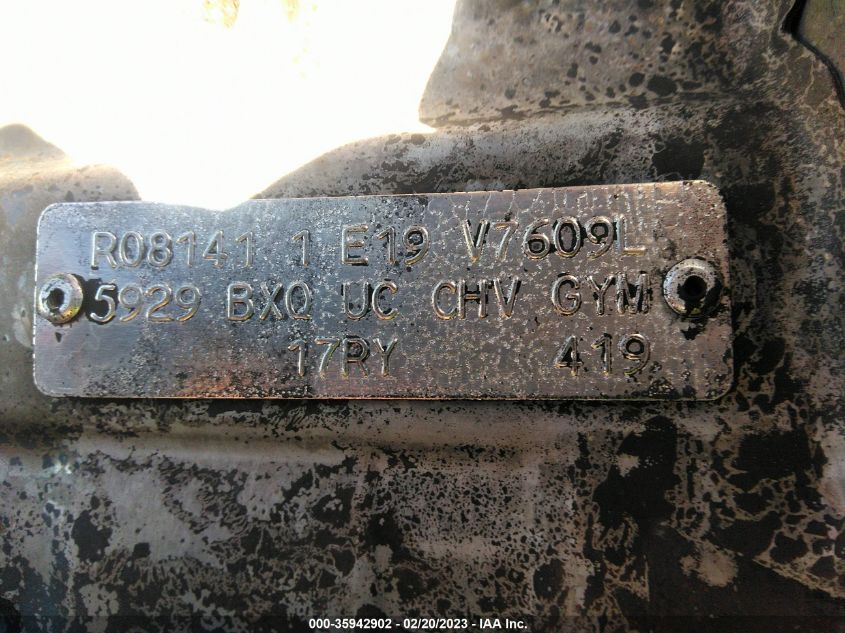 R08141 1 E19 V7609L
5929 BXQ UC CHV GYM
17RY 419
000-35942902 - 02/20/2023 - IAA Inc.